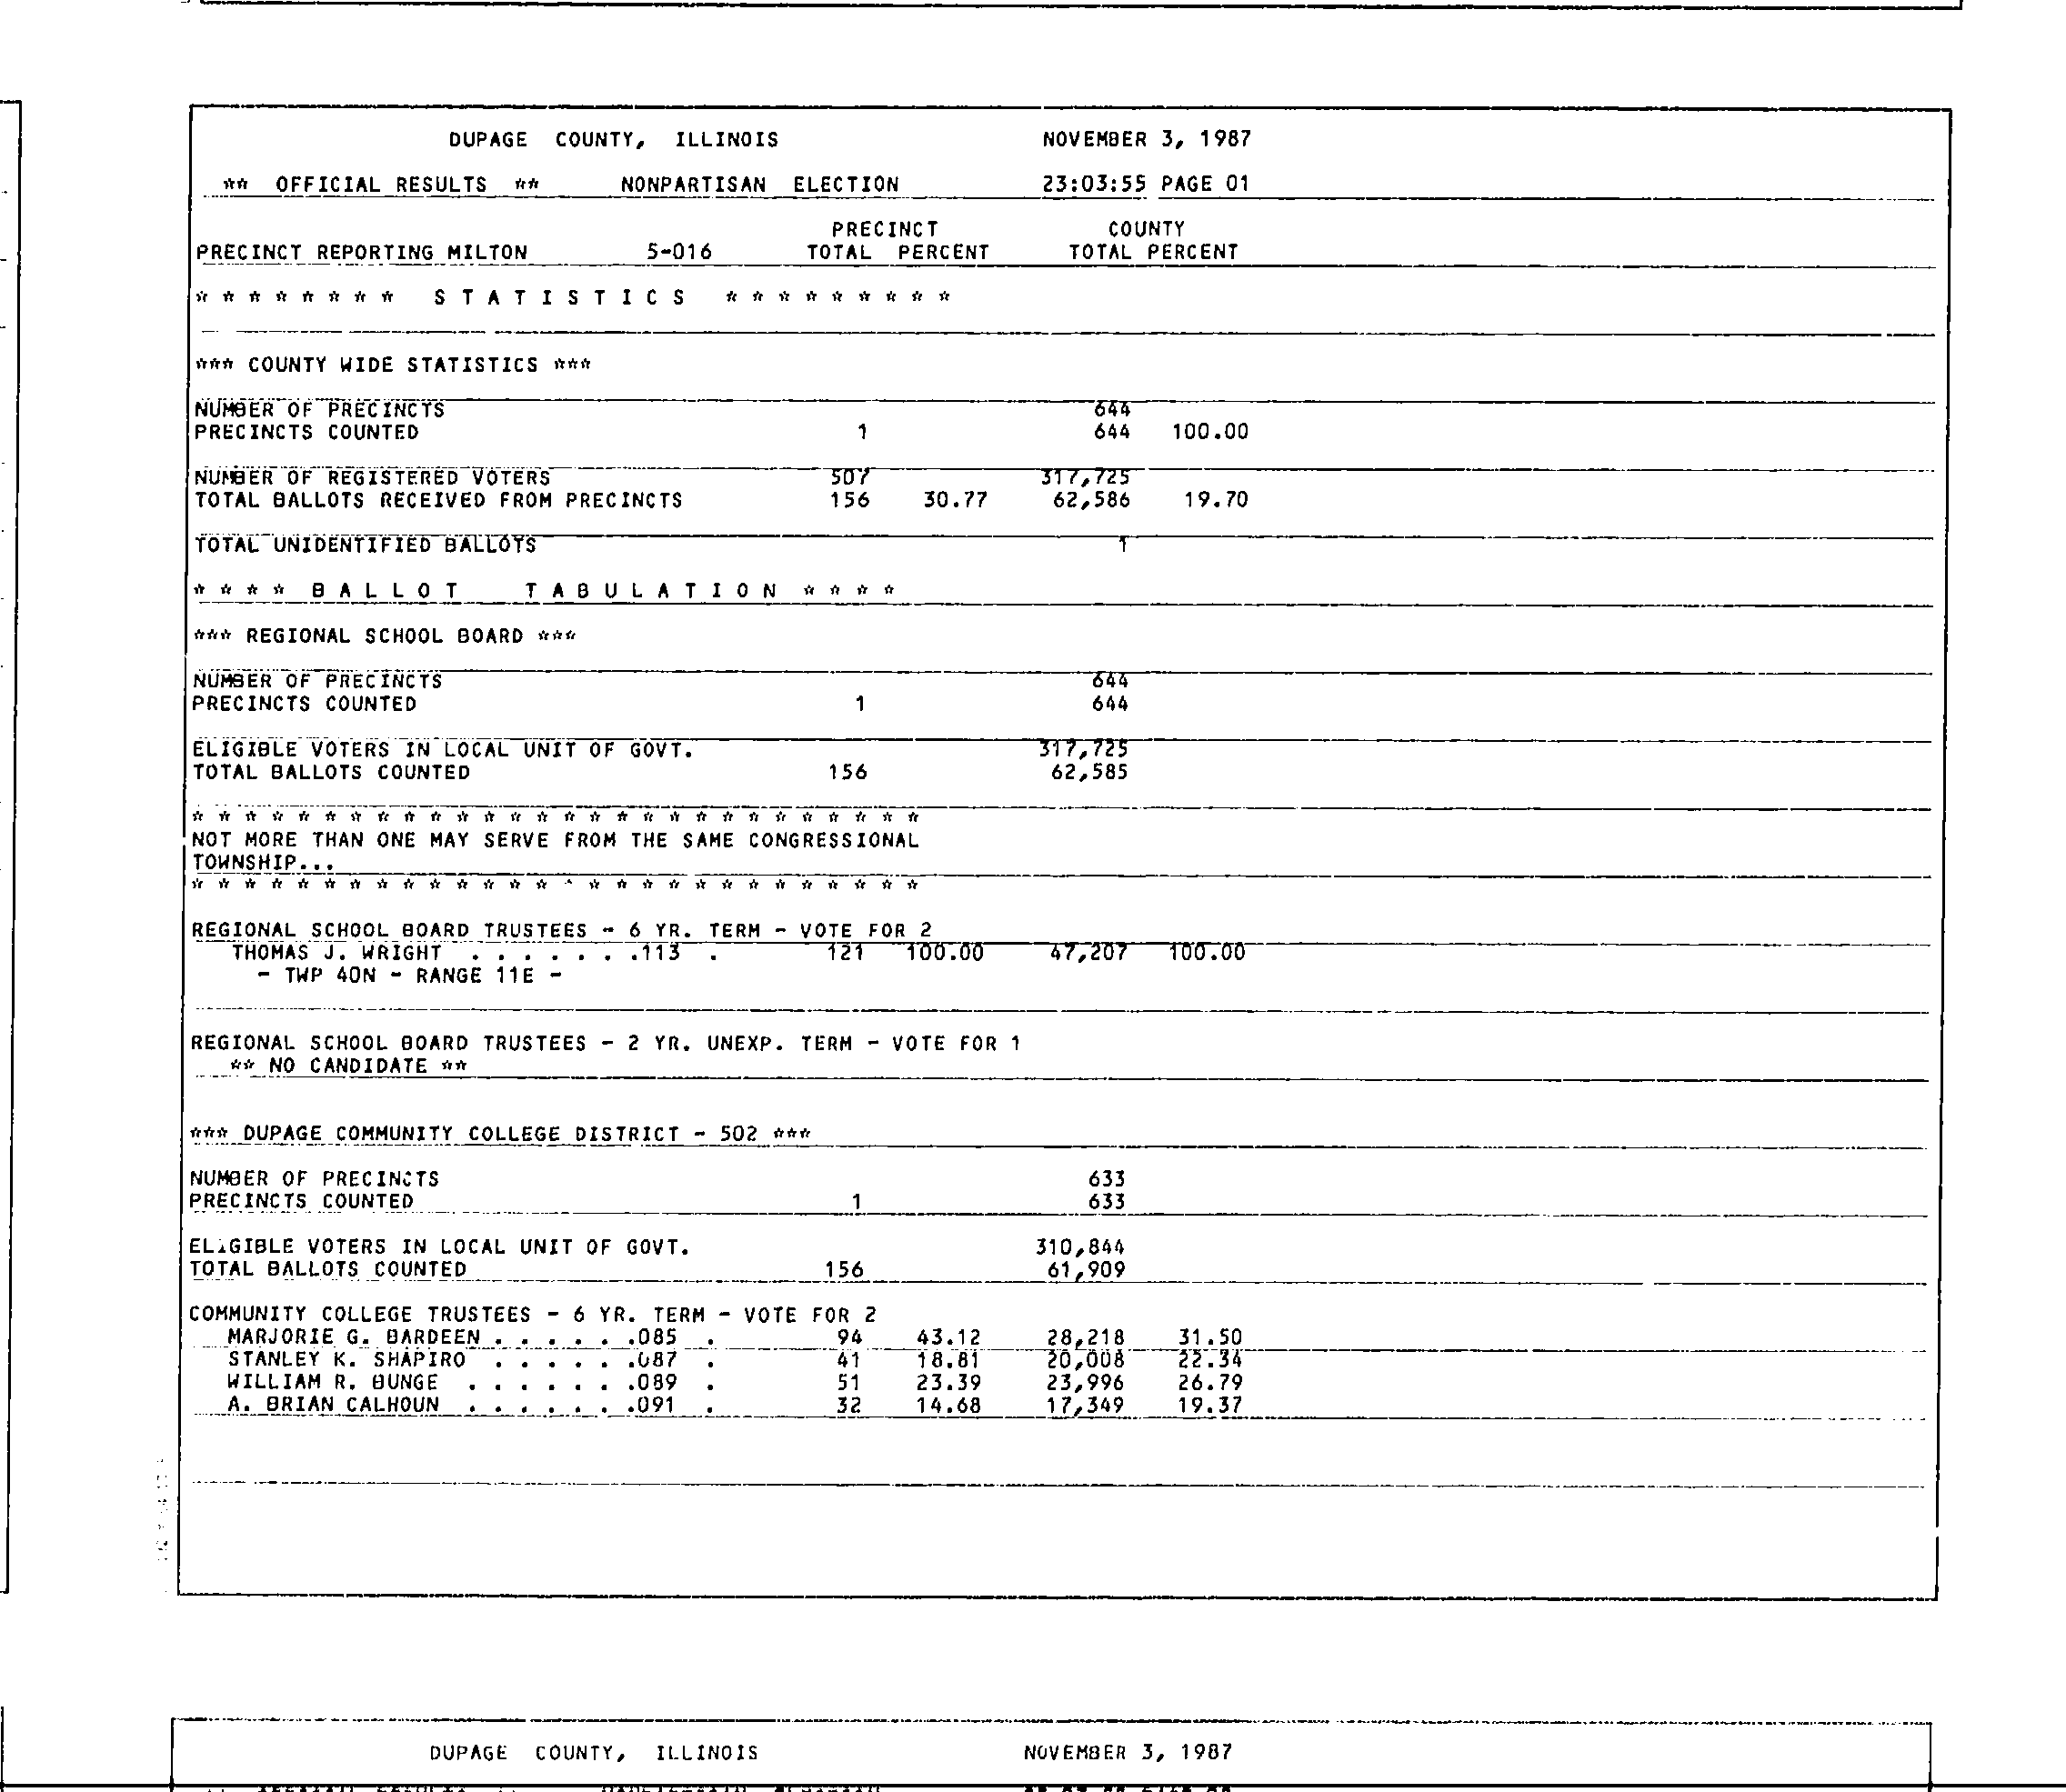 DUPAGE COUNTY, ILLINOIS NOVEMBER 3, 1987
** OFFICIAL RESULTS ** NONPARTISAN ELECTION 23:03:55 PAGE 01
PRECINCT COUNTY
PRECINCT REPORTING MILTON 5-016 TOTAL PERCENT TOTAL PERCENT
* * * * * * * * S T A T I S T I C S * * * * * * * * *
*** COUNTY WIDE STATISTICS ***
NUMBER OF PRECINCTS 644
PRECINCTS COUNTED 1 644 100.00
NUMBER OF REGISTERED VOTERS 507 317,725
TOTAL BALLOTS RECEIVED FROM PRECINCTS 156 30.77 62,586 19.70
TOTAL UNIDENTIFIED BALLOTS 1
* * * * B A L L O T T A B U L A T I O N * * * *
*** REGIONAL SCHOOL BOARD ***
NUMBER OF PRECINCTS 644
PRECINCTS COUNTED 1 644
ELIGIBLE VOTERS IN LOCAL UNIT OF GOVT. 317,725
TOTAL BALLOTS COUNTED 156 62,585
* * * * * * * * * * * * * * * * * * * * * * * * * * * *
NOT MORE THAN ONE MAY SERVE FROM THE SAME CONGRESSIONAL
TOWNSHIP...
* * * * * * * * * * * * * * * * * * * * * * * * * * * *
REGIONAL SCHOOL BOARD TRUSTEES - 6 YR. TERM - VOTE FOR 2
THOMAS J. WRIGHT . . . . . . .113 . 121 100.00 47,207 100.00
- TWP 40N - RANGE 11E -
REGIONAL SCHOOL BOARD TRUSTEES - 2 YR. UNEXP. TERM - VOTE FOR 1
** NO CANDIDATE **
*** DUPAGE COMMUNITY COLLEGE DISTRICT - 502 ***
NUMBER OF PRECINCTS 633
PRECINCTS COUNTED 1 633
ELIGIBLE VOTERS IN LOCAL UNIT OF GOVT. 310,844
TOTAL BALLOTS COUNTED 156 61,909
COMMUNITY COLLEGE TRUSTEES - 6 YR. TERM - VOTE FOR 2
MARJORIE G. BARDEEN . . . . . .085 . 94 43.12 28,218 31.50
STANLEY K. SHAPIRO . . . . . .087 . 41 18.81 20,008 22.34
WILLIAM R. BUNGE . . . . . . .089 . 51 23.39 23,996 26.79
A. BRIAN CALHOUN . . . . . . .091 . 32 14.68 17,349 19.37
DUPAGE COUNTY, ILLINOIS NOVEMBER 3, 1987